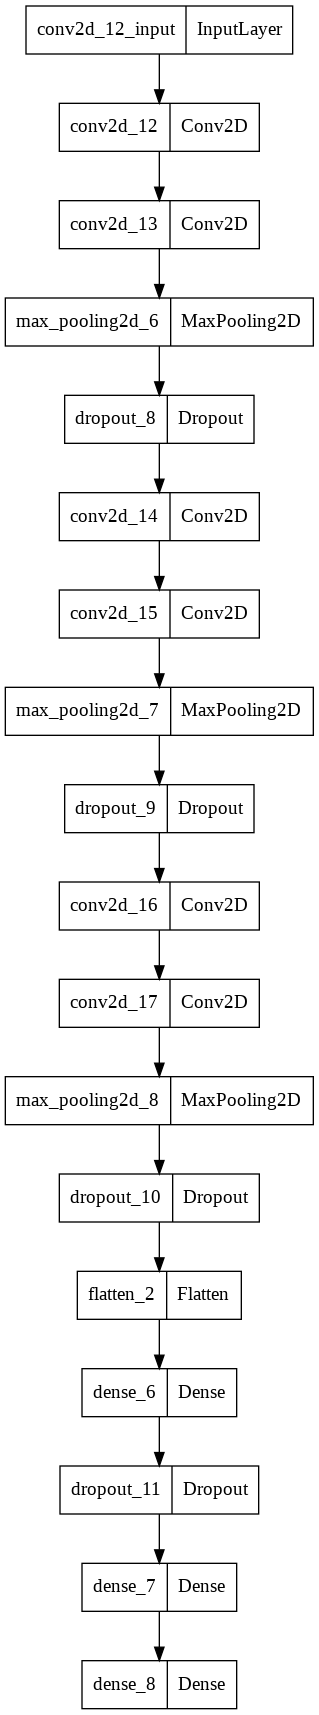 conv2d_12_input InputLayer
conv2d_12 Conv2D
conv2d_13 Conv2D
max_pooling2d_6 MaxPooling2D
dropout_8 Dropout
conv2d_14 Conv2D
conv2d_15 Conv2D
max_pooling2d_7 MaxPooling2D
dropout_9 Dropout
conv2d_16 Conv2D
conv2d_17 Conv2D
max_pooling2d_8 MaxPooling2D
dropout_10 Dropout
flatten_2 Flatten
dense_6 Dense
dropout_11 Dropout
dense_7 Dense
dense_8 Dense